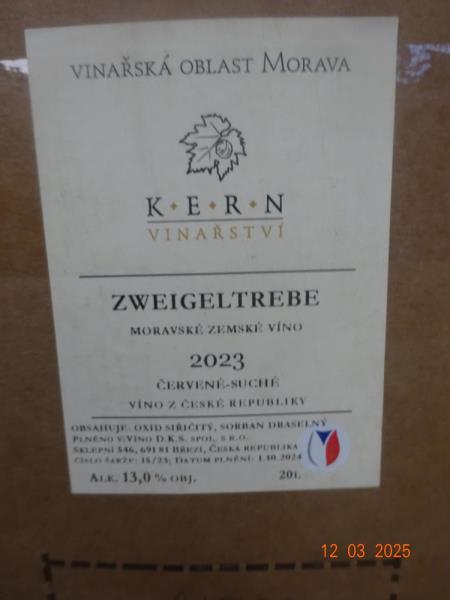 VINAŘSKÁ OBLAST MORAVA
K•E•R•N
VINAŘSTVÍ
ZWEIGELTREBE
MORAVSKÉ ZEMSKÉ VÍNO
2023
ČERVENÉ-SUCHÉ
VÍNO Z ČESKÉ REPUBLIKY
OBSAHUJE: OXID SIŘIČITÝ, SORBAN DRASELNÝ
PLNĚNO V:VÍNO D.K.S. SPOL. S R.O.
SKLEPNÍ 546, 691 81 BŘEZÍ, ČESKÁ REPUBLIKA
ČÍSLO ŠARŽE: 15/23; DATUM PLNĚNÍ: 1.10.2024
ALK. 13,0 % OBJ. 20L
12 03 2025